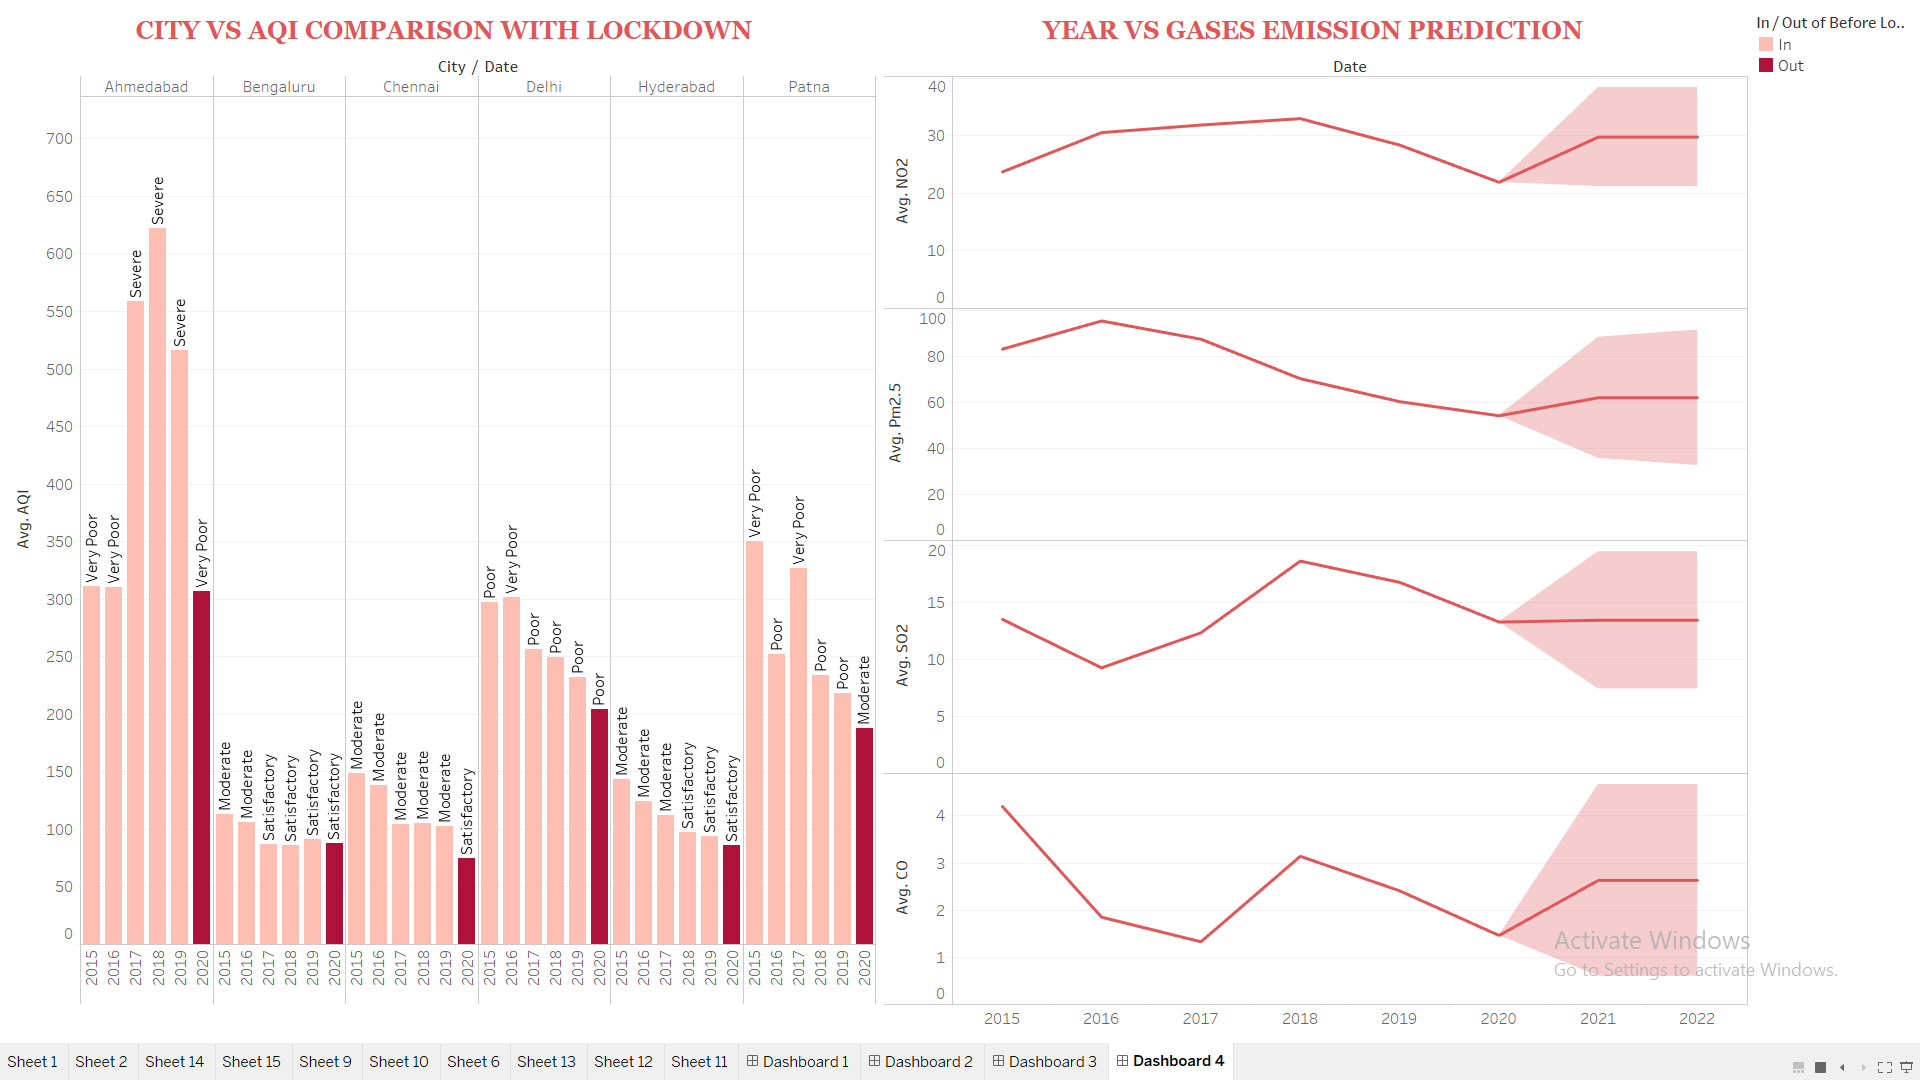 CITY VS AQI COMPARISON WITH LOCKDOWN
City / Date
Ahmedabad Bengaluru Chennai Delhi Hyderabad Patna
Avg. AQI
700
650
600
550
500
450
400
350
300
250
200
150
100
50
0
Very Poor Very Poor Severe Severe Severe Very Poor
Moderate Moderate Satisfactory Satisfactory Satisfactory Satisfactory
Moderate Moderate Moderate Moderate Moderate Satisfactory
Poor Very Poor Poor Poor Poor Poor
Moderate Moderate Moderate Satisfactory Satisfactory Satisfactory
Very Poor Poor Very Poor Poor Poor Moderate
2015 2016 2017 2018 2019 2020 2015 2016 2017 2018 2019 2020 2015 2016 2017 2018 2019 2020 2015 2016 2017 2018 2019 2020 2015 2016 2017 2018 2019 2020 2015 2016 2017 2018 2019 2020
YEAR VS GASES EMISSION PREDICTION
Date
Avg. NO2
40
30
20
10
0
Avg. Pm2.5
100
80
60
40
20
0
Avg. SO2
20
15
10
5
0
Avg. CO
4
3
2
1
0
2015 2016 2017 2018 2019 2020 2021 2022
In / Out of Before Lo..
In
Out
Activate Windows
Go to Settings to activate Windows.
Sheet 1 Sheet 2 Sheet 14 Sheet 15 Sheet 9 Sheet 10 Sheet 6 Sheet 13 Sheet 12 Sheet 11 Dashboard 1 Dashboard 2 Dashboard 3 Dashboard 4